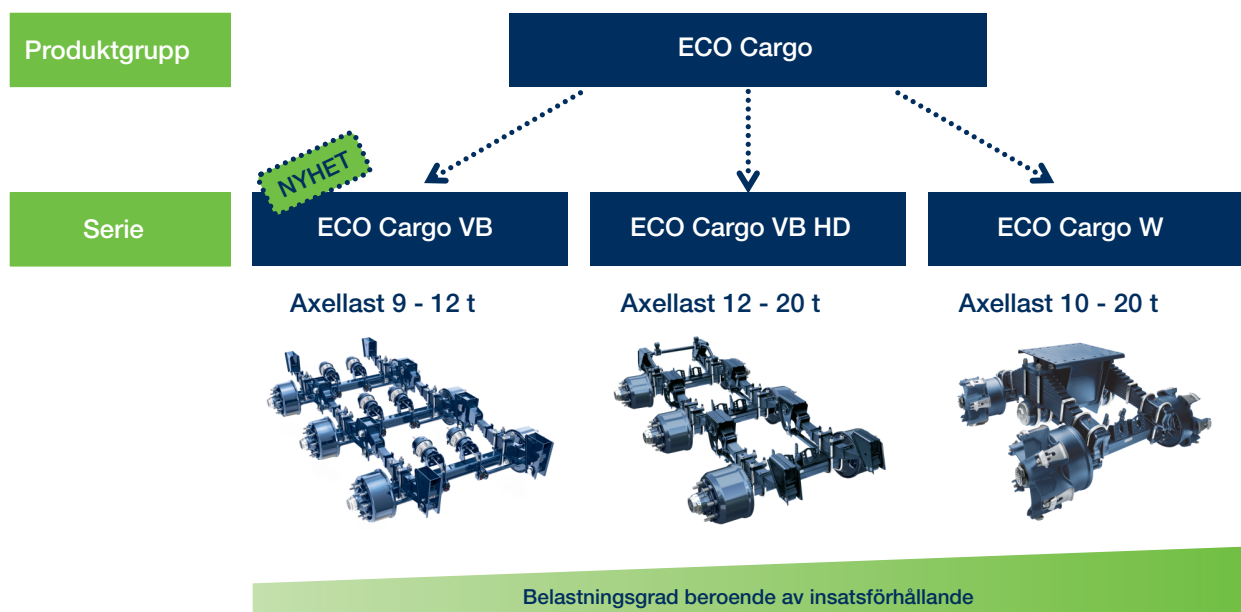 Produktgrupp
ECO Cargo
NYHET
Serie
ECO Cargo VB
ECO Cargo VB HD
ECO Cargo W
Axellast 9 - 12 t
Axellast 12 - 20 t
Axellast 10 - 20 t
Belastningsgrad beroende av insatsförhållande